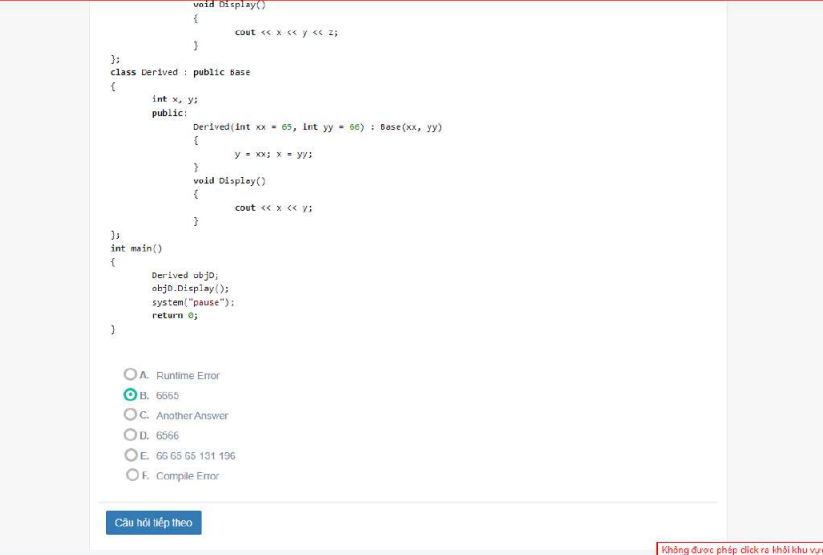 void Display()
{
cout << x << y << z;
}
};
class Derived : public Base
{
int x, y;
public:
Derived(int xx = 65, int yy = 66) : Base(xx, yy)
{
y = xx; x = yy;
}
void Display()
{
cout << x << y;
}
};
int main()
{
Derived objD;
objD.Display();
system("pause");
return 0;
}
A. Runtime Error
B. 6665
C. Another Answer
D. 6566
E. 66 65 65 131 196
F. Compile Error
Câu hỏi tiếp theo
Không được phép click ra khỏi khu vực